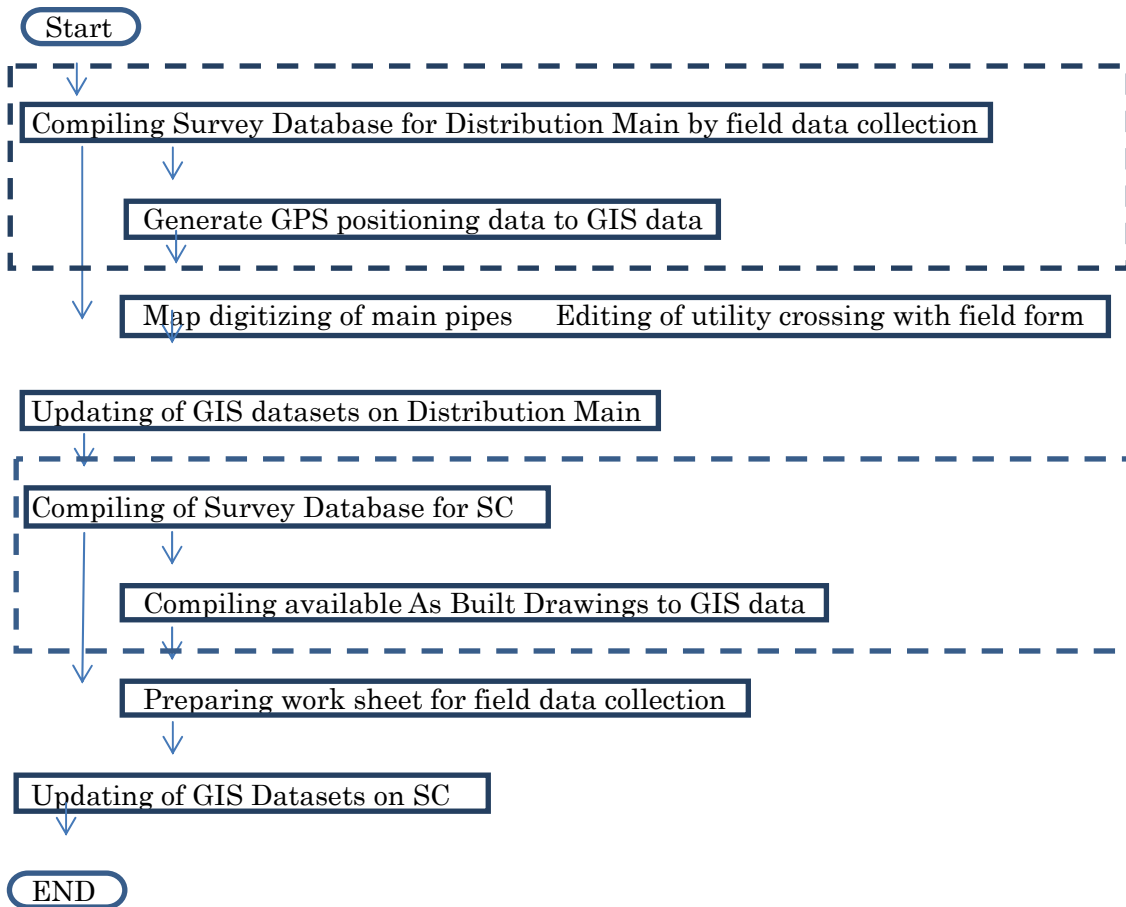 Start
Compiling Survey Database for Distribution Main by field data collection
Generate GPS positioning data to GIS data
Map digitizing of main pipes Editing of utility crossing with field form
Updating of GIS datasets on Distribution Main
Compiling of Survey Database for SC
Compiling available As Built Drawings to GIS data
Preparing work sheet for field data collection
Updating of GIS Datasets on SC
END